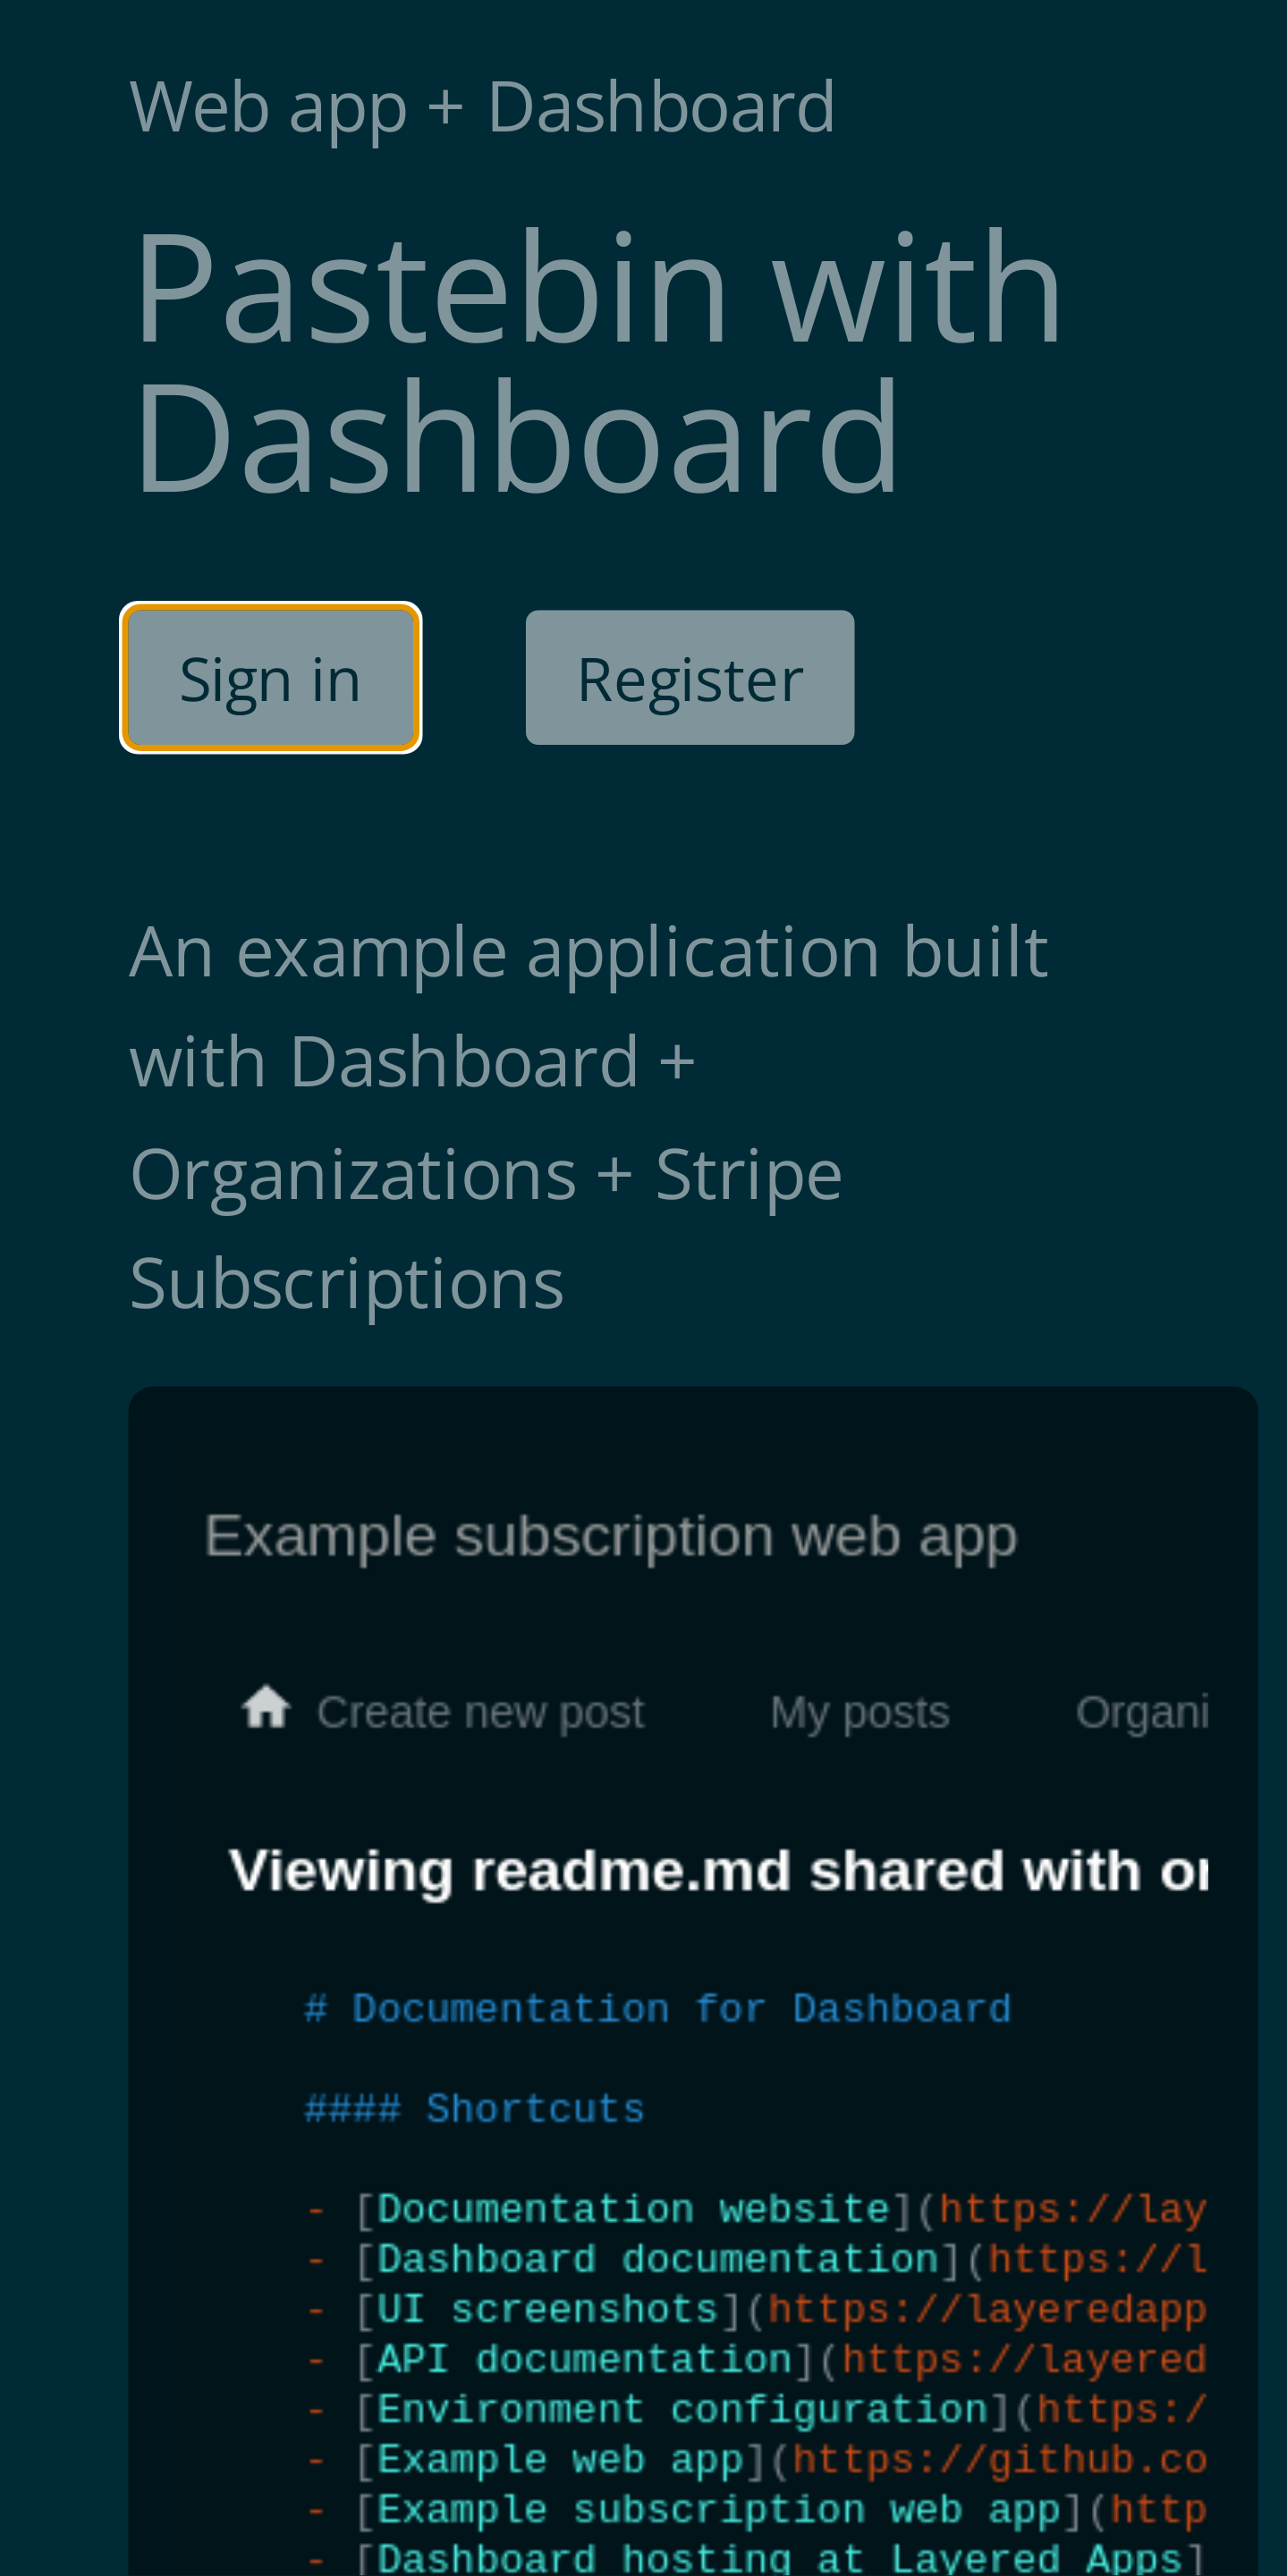 Web app + Dashboard
Pastebin with
Dashboard
Sign in
Register
An example application built
with Dashboard +
Organizations + Stripe
Subscriptions
Example subscription web app
Create new post My posts Organi
Viewing readme.md shared with or
# Documentation for Dashboard
#### Shortcuts
- [Documentation website](https://lay
- [Dashboard documentation](https://l
- [UI screenshots](https://layeredapp
- [API documentation](https://layered
- [Environment configuration](https:/
- [Example web app](https://github.co
- [Example subscription web app](http
- [Dashboard hosting at Layered Apps]